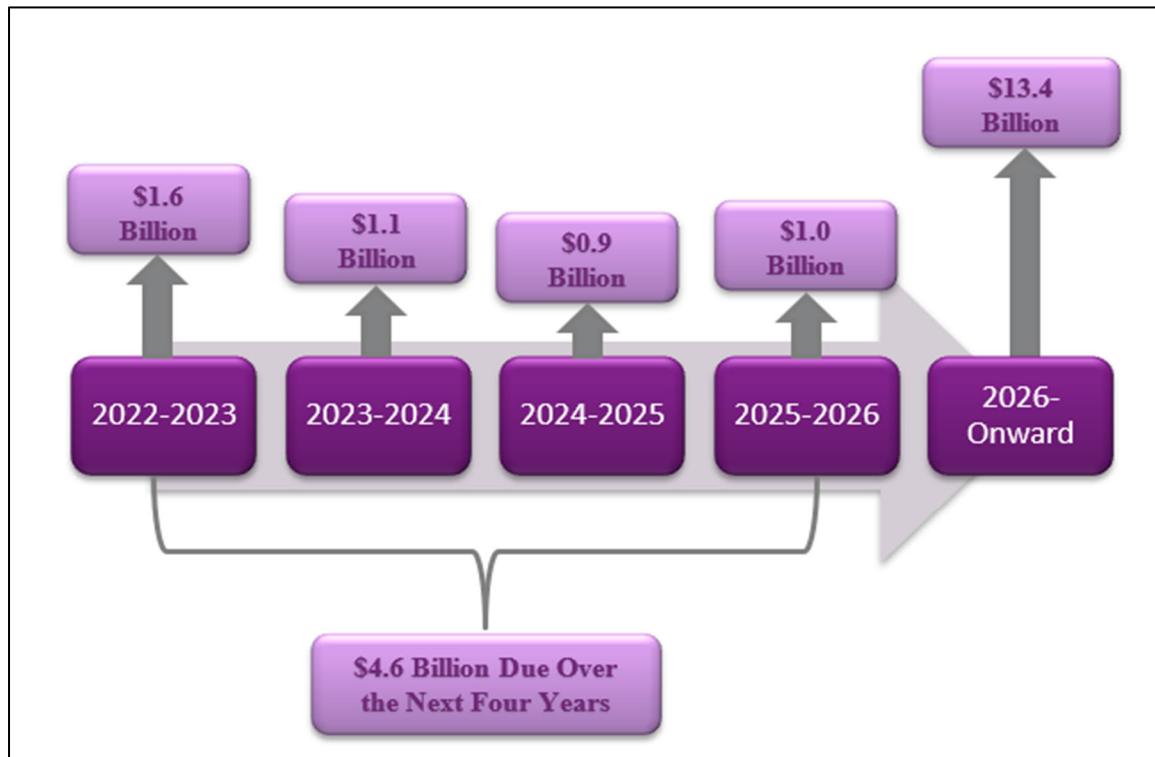 $13.4
Billion
$1.6
Billion
$1.1
Billion
$0.9
Billion
$1.0
Billion
2022-2023
2023-2024
2024-2025
2025-2026
2026-
Onward
$4.6 Billion Due Over
the Next Four Years